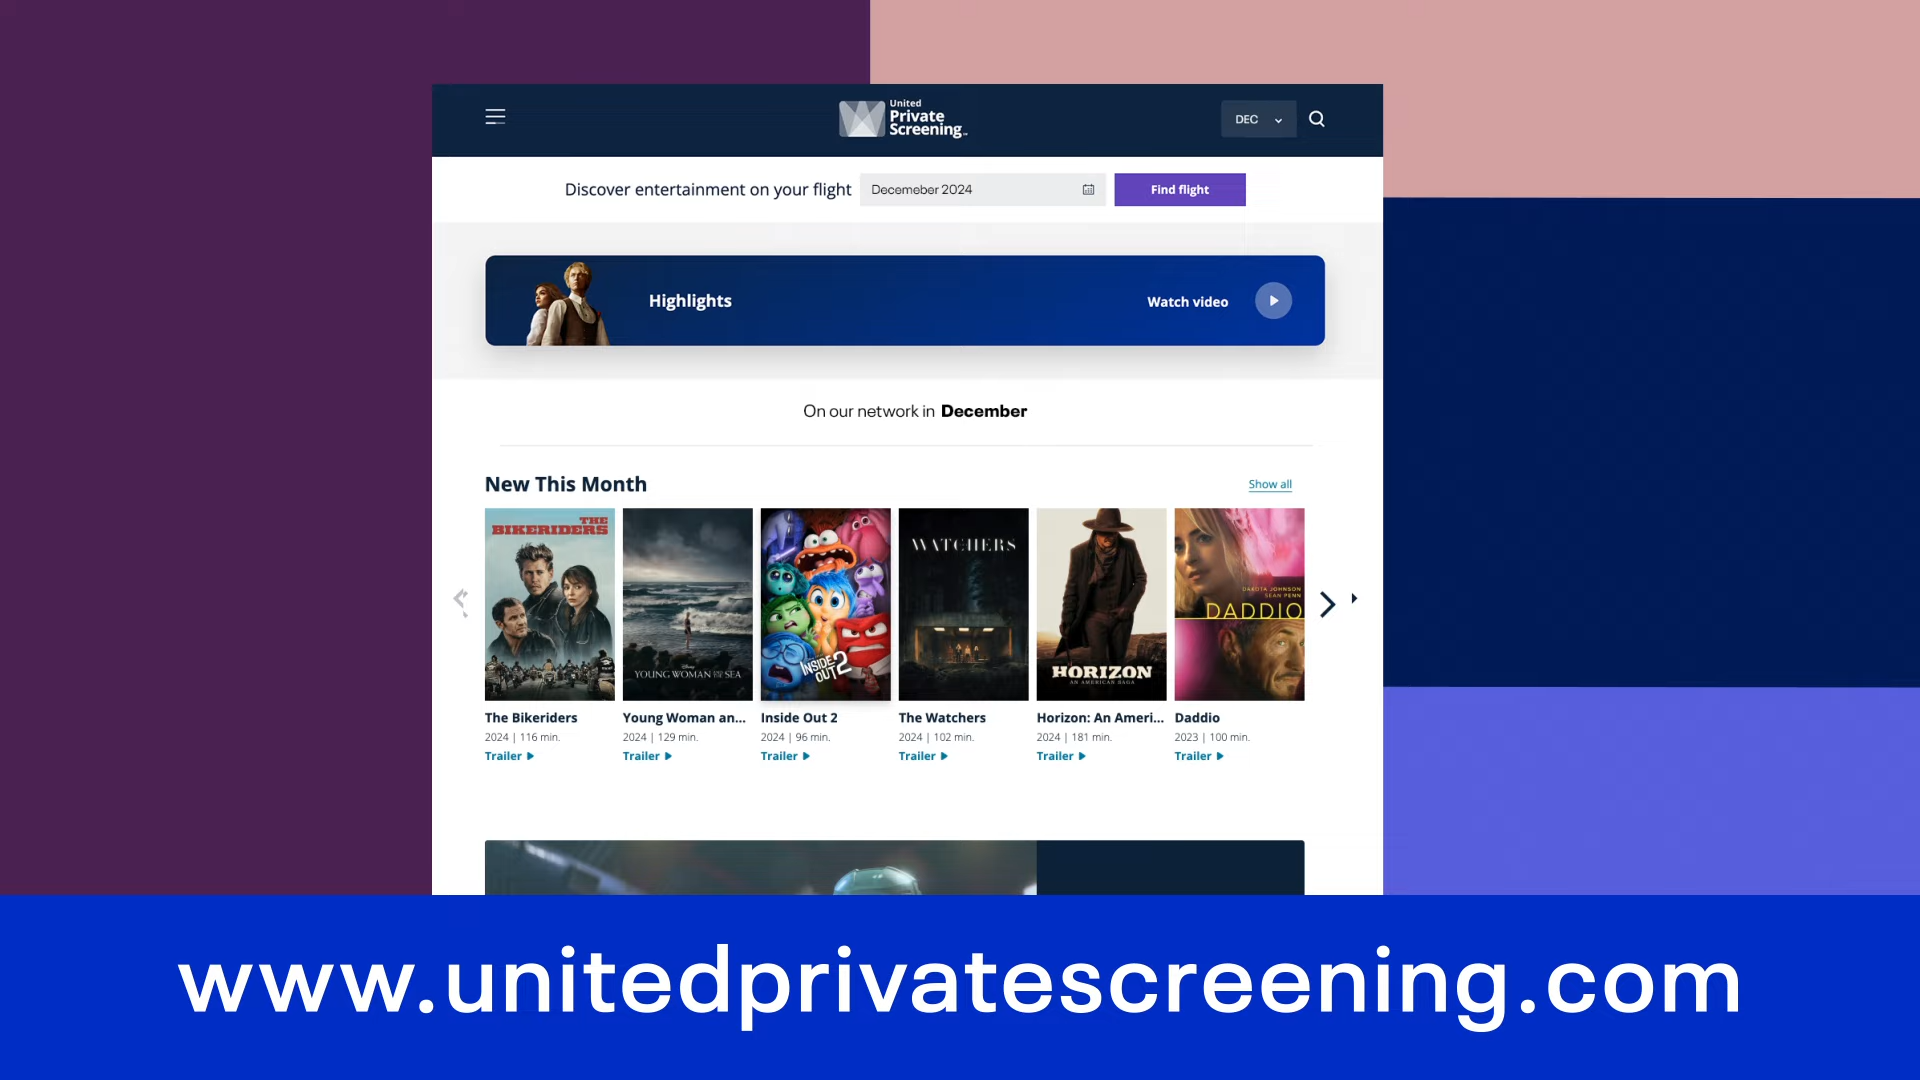 United
Private
Screening
DEC
Discover entertainment on your flight
Decemeber 2024
Find flight
Highlights
Watch video
On our network in December
New This Month
Show all
THE
BIKERIDERS
Disney
YOUNG WOMAN AND THE SEA
INSIDE
OUT 2
WATCHERS
HORIZON
AN AMERICAN SAGA
DAKOTA JOHNSON
SEAN PENN
DADDIO
The Bikeriders
2024 | 116 min.
Trailer
Young Woman an...
2024 | 129 min.
Trailer
Inside Out 2
2024 | 96 min.
Trailer
The Watchers
2024 | 102 min.
Trailer
Horizon: An Ameri...
2024 | 181 min.
Trailer
Daddio
2023 | 100 min.
Trailer
www.unitedprivatescreening.com